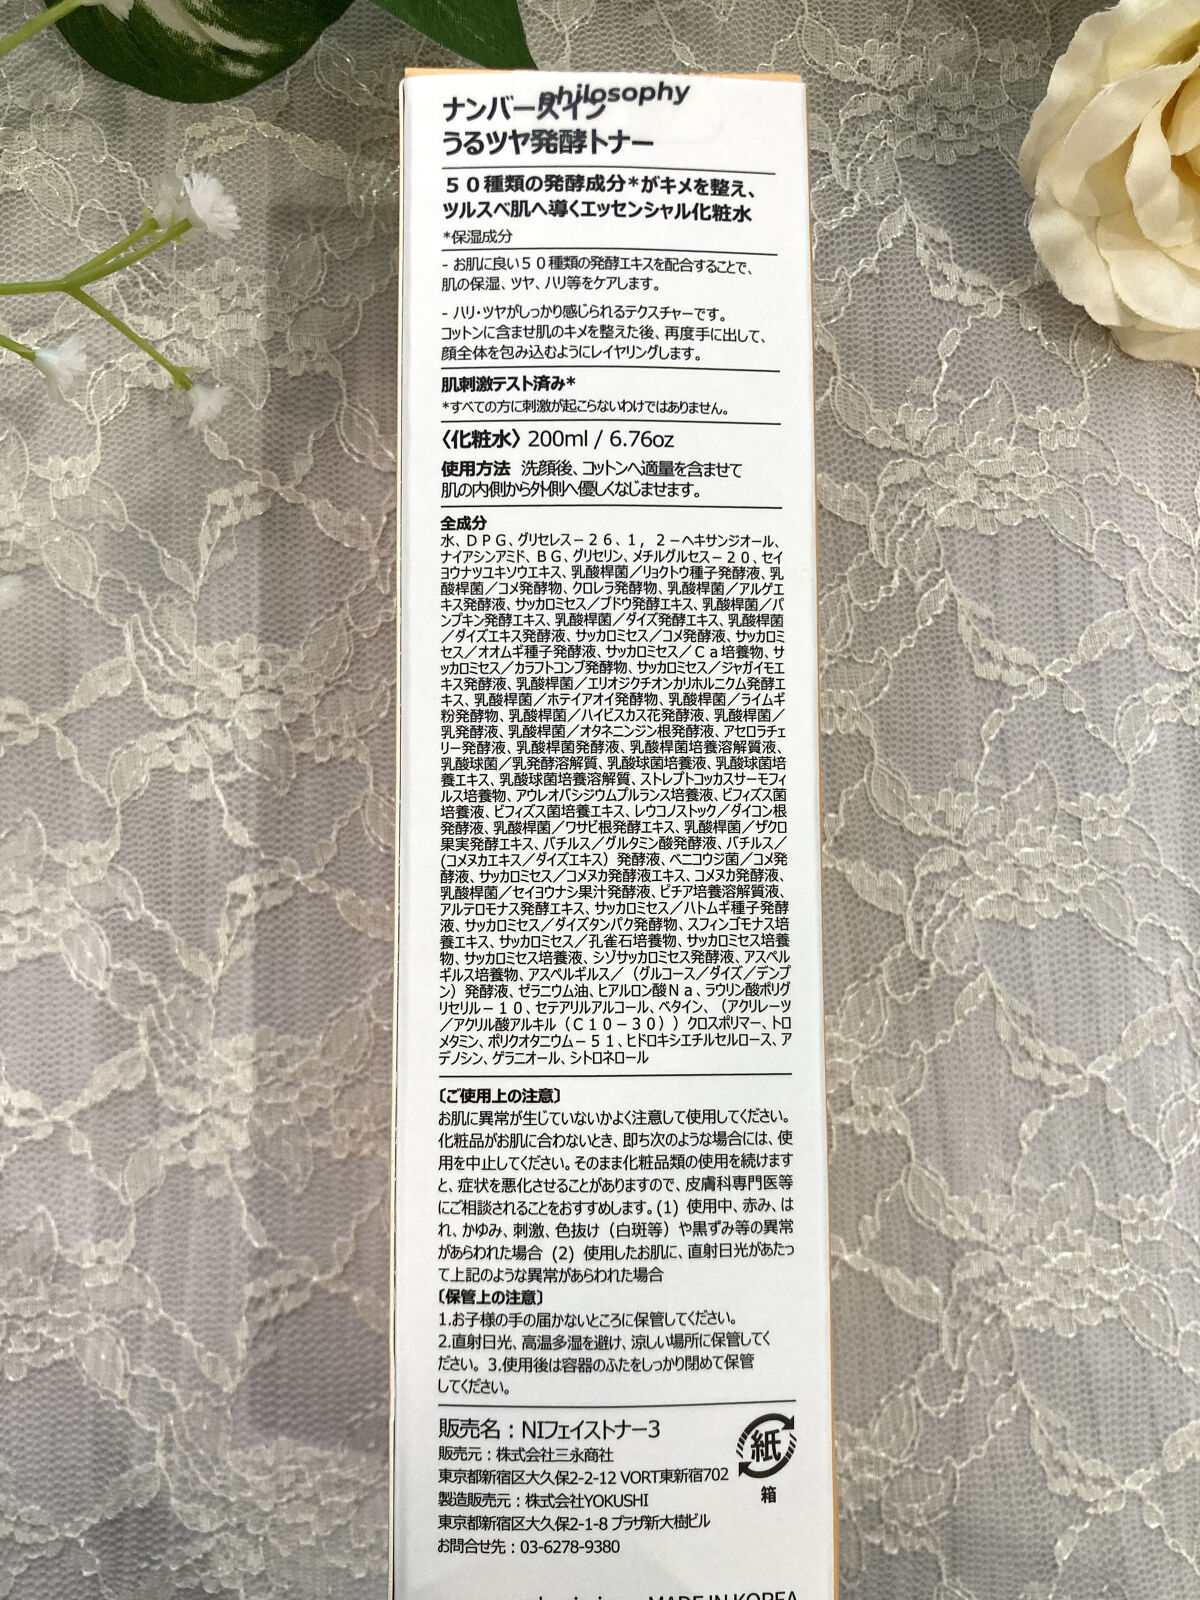 philosophy
ナンバーズイン
うるツヤ発酵トナー
５０種類の発酵成分*がキメを整え、
ツルスベ肌へ導くエッセンシャル化粧水
*保湿成分
- お肌に良い５０種類の発酵エキスを配合することで、
肌の保湿、ツヤ、ハリ等をケアします。
- ハリ・ツヤがしっかり感じられるテクスチャーです。
コットンに含ませ肌のキメを整えた後、再度手に出して、
顔全体を包み込むようにレイヤリングします。
肌刺激テスト済み*
*すべての方に刺激が起こらないわけではありません。
〈化粧水〉 200ml / 6.76oz
使用方法 洗顔後、コットンへ適量を含ませて
肌の内側から外側へ優しくなじませます。
全成分
水、ＤＰＧ、グリセレス－２６、１，２－ヘキサンジオール、
ナイアシンアミド、ＢＧ、グリセリン、メチルグルセス－２０、セイ
ヨウナツユキソウエキス、乳酸桿菌／リョクトウ種子発酵液、乳
酸桿菌／コメ発酵物、クロレラ発酵物、乳酸桿菌／アルゲエ
キス発酵液、サッカロミセス／ブドウ発酵エキス、乳酸桿菌／パ
ンプキン発酵エキス、乳酸桿菌／ダイズ発酵エキス、乳酸桿菌
／ダイズエキス発酵液、サッカロミセス／コメ発酵液、サッカロミ
セス／オオムギ種子発酵液、サッカロミセス／Ｃａ培養物、サ
ッカロミセス／カラフトコンブ発酵物、サッカロミセス／ジャガイモエ
キス発酵液、乳酸桿菌／エリオジクチオンカリホルニクム発酵エ
キス、乳酸桿菌／ホテイアオイ発酵物、乳酸桿菌／ライムギ
粉発酵物、乳酸桿菌／ハイビスカス花発酵液、乳酸桿菌／
乳発酵液、乳酸桿菌／オタネニンジン根発酵液、アセロラチェ
リー発酵液、乳酸桿菌発酵液、乳酸桿菌培養溶解質液、
乳酸球菌／乳発酵溶解質、乳酸球菌培養液、乳酸球菌培
養エキス、乳酸球菌培養溶解質、ストレプトコッカスサーモフィ
ルス培養物、アウレオバシジウムプルランス培養液、ビフィズス菌
培養液、ビフィズス菌培養エキス、レウコノストック／ダイコン根
発酵液、乳酸桿菌／ワサビ根発酵エキス、乳酸桿菌／ザクロ
果実発酵エキス、バチルス／グルタミン酸発酵液、バチルス／
(コメヌカエキス／ダイズエキス）発酵液、ベニコウジ菌／コメ発
酵液、サッカロミセス／コメヌカ発酵液エキス、コメヌカ発酵液、
乳酸桿菌／セイヨウナシ果汁発酵液、ピチア培養溶解質液、
アルテロモナス発酵エキス、サッカロミセス／ハトムギ種子発酵
液、サッカロミセス／ダイズタンパク発酵物、スフィンゴモナス培
養エキス、サッカロミセス／孔雀石培養物、サッカロミセス培養
物、サッカロミセス培養液、シゾサッカロミセス発酵液、アスペル
ギルス培養物、アスペルギルス／（グルコース／ダイズ／デンプ
ン）発酵液、ゼラニウム油、ヒアルロン酸Ｎａ、ラウリン酸ポリグ
リセリル－１０、セテアリルアルコール、ベタイン、（アクリレーツ
／アクリル酸アルキル（Ｃ１０－３０））クロスポリマー、トロ
メタミン、ポリクオタニウム－５１、ヒドロキシエチルセルロース、ア
デノシン、ゲラニオール、シトロネロール
〔ご使用上の注意〕
お肌に異常が生じていないかよく注意して使用してください。
化粧品がお肌に合わないとき、即ち次のような場合には、使
用を中止してください。そのまま化粧品類の使用を続けます
と、症状を悪化させることがありますので、皮膚科専門医等
にご相談されることをおすすめします。(1) 使用中、赤み、は
れ、かゆみ、刺激、色抜け（白斑等）や黒ずみ等の異常
があらわれた場合 (2) 使用したお肌に、直射日光があたっ
て上記のような異常があらわれた場合
〔保管上の注意〕
1.お子様の手の届かないところに保管してください。
2.直射日光、高温多湿を避け、涼しい場所に保管してく
ださい。3.使用後は容器のふたをしっかり閉めて保管
してください。
販売名：NIフェイストナー3
販売元：株式会社三永商社
東京都新宿区大久保2-2-12 VORT東新宿702
製造販売元：株式会社YOKUSHI
東京都新宿区大久保2-1-8 プラザ新大樹ビル
お問合せ先：03-6278-9380
紙
箱
MADE IN KOREA